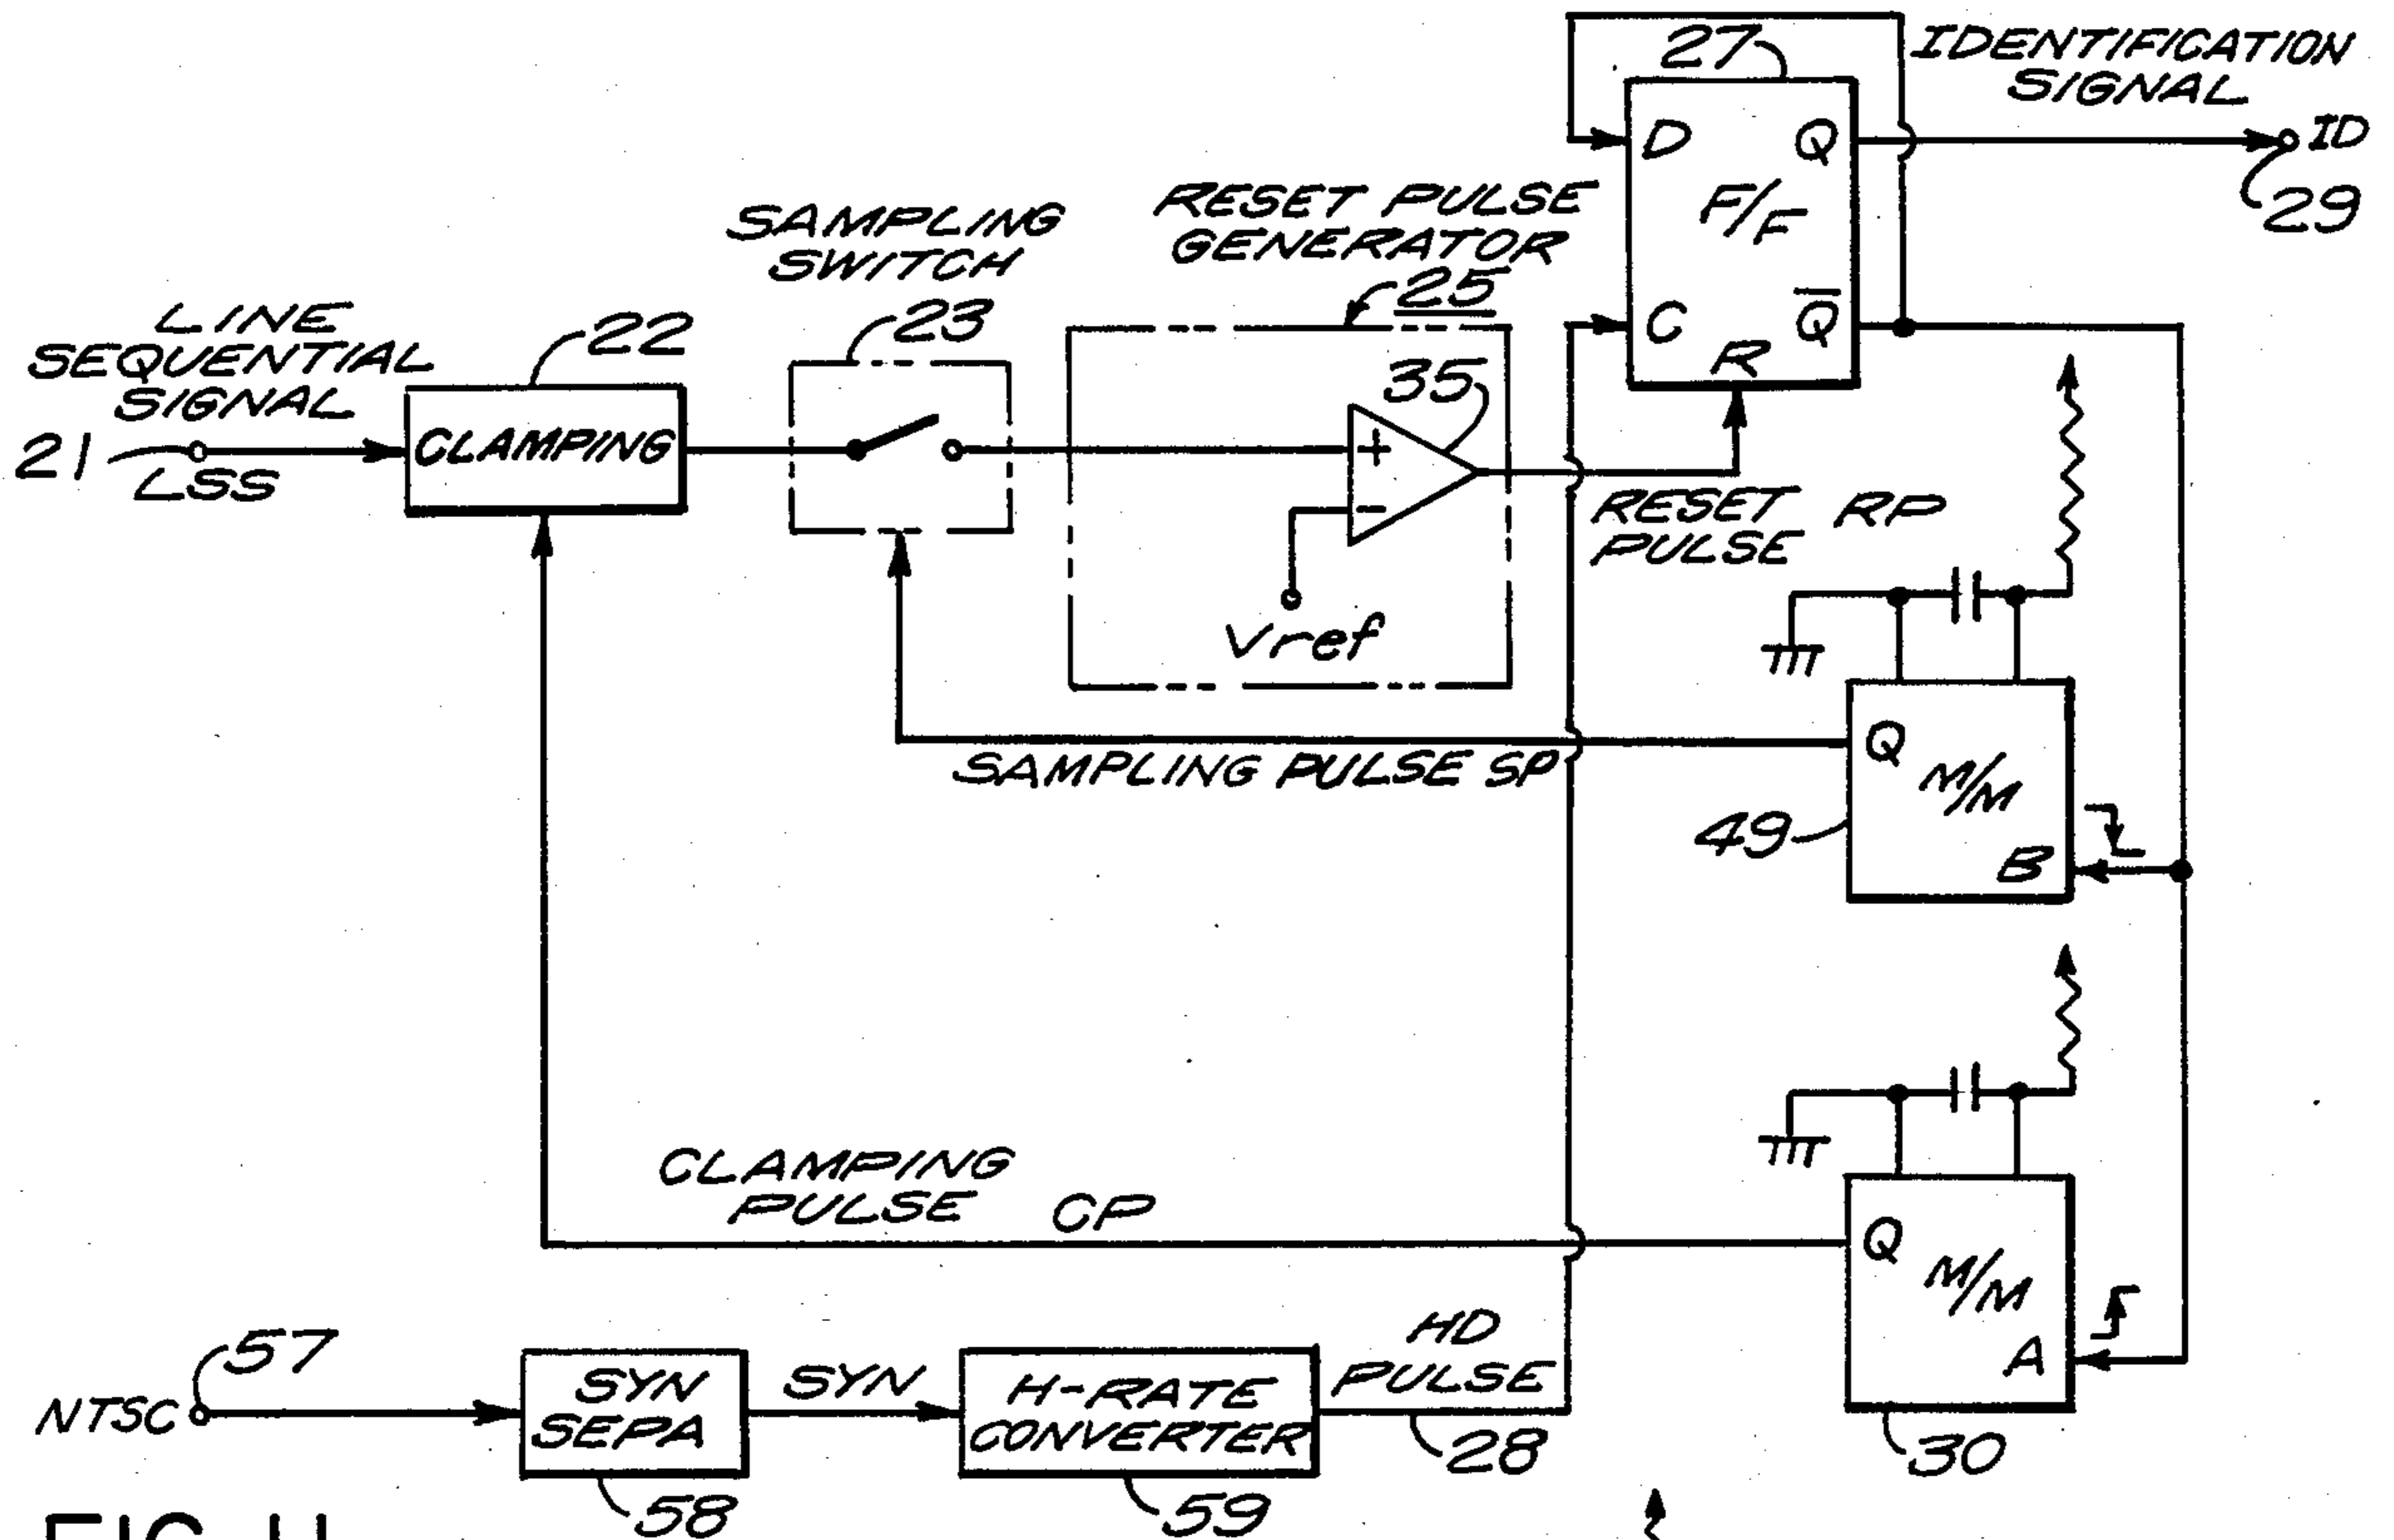 27
IDENTIFICATION
SIGNAL
D
Q
ID
F/F
29
SAMPLING
SWITCH
RESET PULSE
GENERATOR
25
C
Q̅
R
LINE
SEQUENTIAL
SIGNAL
22
23
35
21
LSS
CLAMPING
+
−
RESET RP
PULSE
Vref
Q
M/M
SAMPLING PULSE SP
49
B
CLAMPING
PULSE CP
Q
M/M
A
57
NTSC
SYN
SEPA
SYN
H-RATE
CONVERTER
HD
PULSE
28
30
58
59
FIG. 11